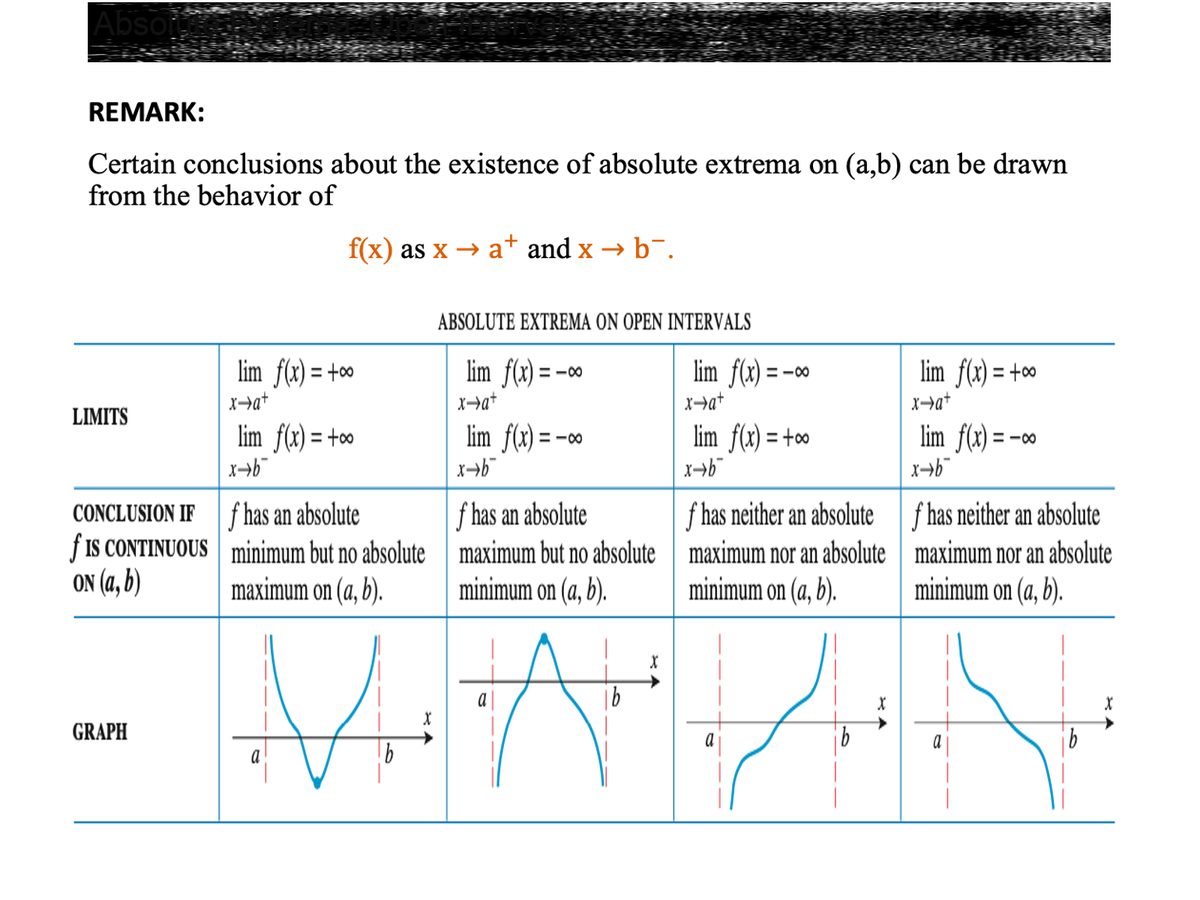 REMARK:
Certain conclusions about the existence of absolute extrema on (a,b) can be drawn
from the behavior of
f(x) as x → a⁺ and x → b⁻.
ABSOLUTE EXTREMA ON OPEN INTERVALS
LIMITS
lim f(x) = +∞
x→a⁺
lim f(x) = +∞
x→b⁻
lim f(x) = −∞
x→a⁺
lim f(x) = −∞
x→b⁻
lim f(x) = −∞
x→a⁺
lim f(x) = +∞
x→b⁻
lim f(x) = +∞
x→a⁺
lim f(x) = −∞
x→b⁻
CONCLUSION IF
f IS CONTINUOUS
ON (a, b)
f has an absolute
minimum but no absolute
maximum on (a, b).
f has an absolute
maximum but no absolute
minimum on (a, b).
f has neither an absolute
maximum nor an absolute
minimum on (a, b).
f has neither an absolute
maximum nor an absolute
minimum on (a, b).
GRAPH
a
b
x
a
b
x
a
b
x
a
b
x